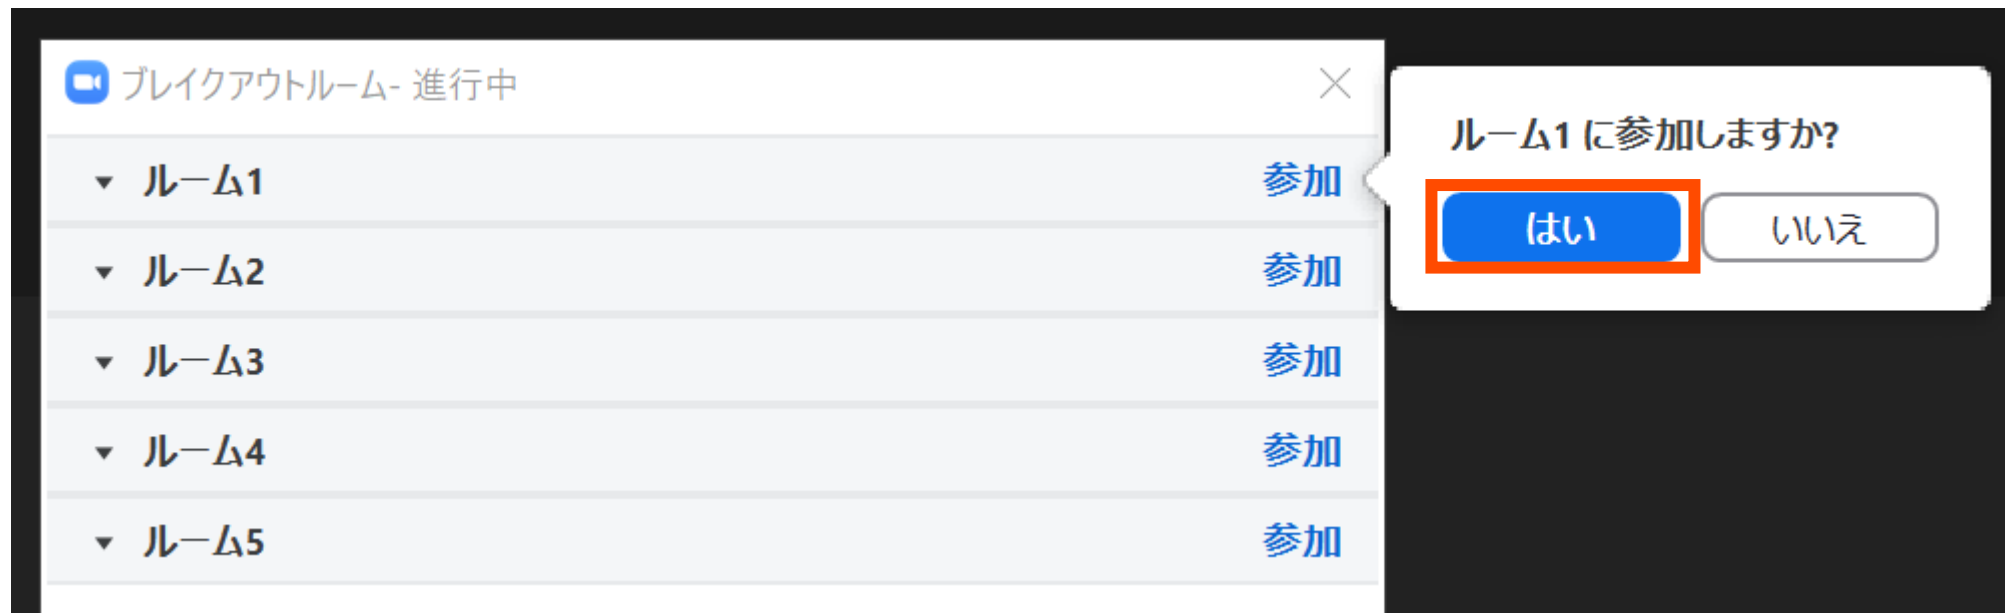 ブレイクアウトルーム- 進行中
ルーム1 参加
ルーム2 参加
ルーム3 参加
ルーム4 参加
ルーム5 参加
ルーム1 に参加しますか?
はい いいえ